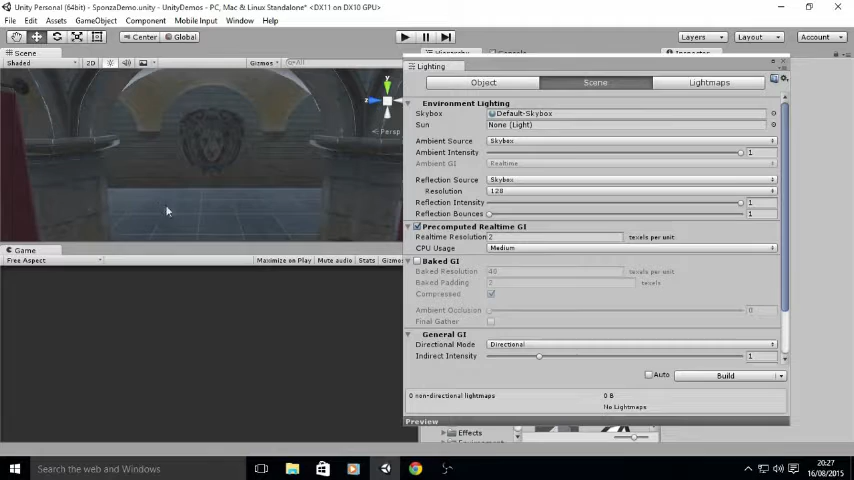 Unity Personal (64bit) - SponzaDemo.unity - UnityDemos - PC, Mac & Linux Standalone* <DX11 on DX10 GPU>
File Edit Assets GameObject Component Mobile Input Window Help
Center Global Layers Layout Account
Scene Hierarchy Console Inspector
Shaded 2D Gizmos All
y
z
Persp
Lighting
Object Scene Lightmaps
Environment Lighting
Skybox Default-Skybox
Sun None (Light)
Ambient Source Skybox
Ambient Intensity 1
Ambient GI Realtime
Reflection Source Skybox
Resolution 128
Reflection Intensity 1
Reflection Bounces 1
Precomputed Realtime GI
Realtime Resolution 2 texels per unit
CPU Usage Medium
Baked GI
Baked Resolution 40 texels per unit
Baked Padding 2 texels
Compressed
Ambient Occlusion 0
Final Gather
General GI
Directional Mode Directional
Indirect Intensity 1
Auto Build
0 non-directional lightmaps 0 B
No Lightmaps
Preview
Game
Free Aspect Maximize on Play Mute audio Stats Gizmos
Effects
Search the web and Windows
20:27
16/08/2015